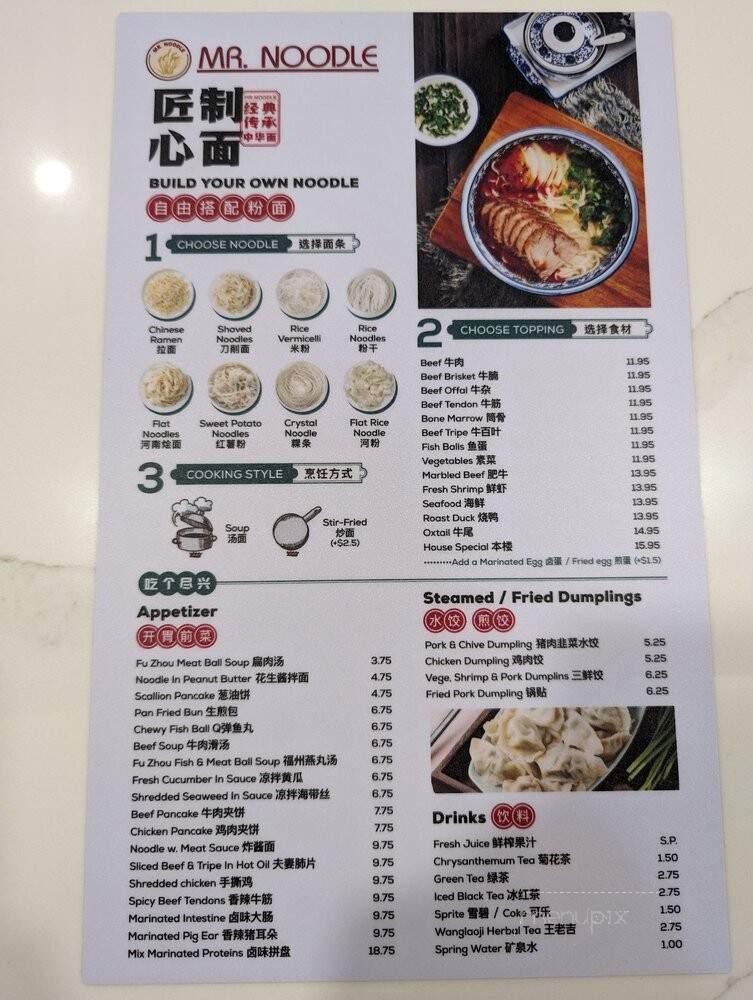 MR. NOODLE
MR. NOODLE
匠制
心面
MR.NOODLE
经典
传承
中华面
BUILD YOUR OWN NOODLE
自由搭配粉面
1 CHOOSE NOODLE 选择面条
Chinese Ramen 拉面
Shaved Noodles 刀削面
Rice Vermicelli 米粉
Rice Noodles 粉干
Flat Noodles 河南烩面
Sweet Potato Noodles 红薯粉
Crystal Noodle 粿条
Flat Rice Noodle 河粉
2 CHOOSE TOPPING 选择食材
Beef 牛肉 11.95
Beef Brisket 牛腩 11.95
Beef Offal 牛杂 11.95
Beef Tendon 牛筋 11.95
Bone Marrow 筒骨 11.95
Beef Tripe 牛百叶 11.95
Fish Balls 鱼蛋 11.95
Vegetables 素菜 11.95
Marbled Beef 肥牛 13.95
Fresh Shrimp 鲜虾 13.95
Seafood 海鲜 13.95
Roast Duck 烧鸭 13.95
Oxtail 牛尾 14.95
House Special 本楼 15.95
•••••••••Add a Marinated Egg 卤蛋 / Fried egg 煎蛋 (+$1.5)
3 COOKING STYLE 烹饪方式
Soup 汤面
Stir-Fried 炒面 (+$2.5)
吃个尽兴
Appetizer
开胃前菜
Fu Zhou Meat Ball Soup 扁肉汤 3.75
Noodle In Peanut Butter 花生酱拌面 4.75
Scallion Pancake 葱油饼 4.75
Pan Fried Bun 生煎包 6.75
Chewy Fish Ball Q弹鱼丸 6.75
Beef Soup 牛肉滑汤 6.75
Fu Zhou Fish & Meat Ball Soup 福州燕丸汤 6.75
Fresh Cucumber In Sauce 凉拌黄瓜 6.75
Shredded Seaweed In Sauce 凉拌海带丝 6.75
Beef Pancake 牛肉夹饼 7.75
Chicken Pancake 鸡肉夹饼 7.75
Noodle w. Meat Sauce 炸酱面 9.75
Sliced Beef & Tripe In Hot Oil 夫妻肺片 9.75
Shredded chicken 手撕鸡 9.75
Spicy Beef Tendons 香辣牛筋 9.75
Marinated Intestine 卤味大肠 9.75
Marinated Pig Ear 香辣猪耳朵 9.75
Mix Marinated Proteins 卤味拼盘 18.75
Steamed / Fried Dumplings
水饺 煎饺
Pork & Chive Dumpling 猪肉韭菜水饺 5.25
Chicken Dumpling 鸡肉饺 5.25
Vege, Shrimp & Pork Dumplins 三鲜饺 6.25
Fried Pork Dumpling 锅贴 6.25
Drinks 饮料
Fresh Juice 鲜榨果汁 S.P.
Chrysanthemum Tea 菊花茶 1.50
Green Tea 绿茶 2.75
Iced Black Tea 冰红茶 2.75
Sprite 雪碧 / Coke 可乐 1.50
Wanglaoji Herbal Tea 王老吉 2.75
Spring Water 矿泉水 1.00
menupix